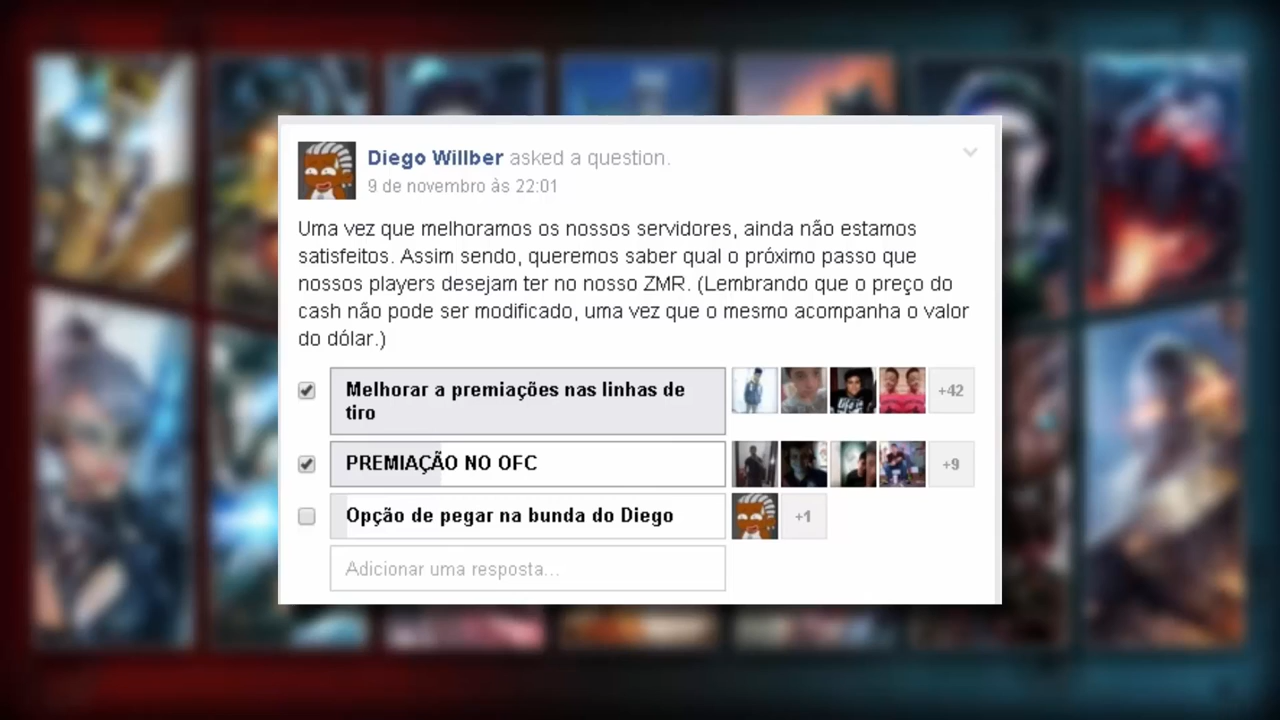 Diego Willber asked a question.
9 de novembro às 22:01
Uma vez que melhoramos os nossos servidores, ainda não estamos
satisfeitos. Assim sendo, queremos saber qual o próximo passo que
nossos players desejam ter no nosso ZMR. (Lembrando que o preço do
cash não pode ser modificado, uma vez que o mesmo acompanha o valor
do dólar.)
Melhorar a premiações nas linhas de
tiro
+42
PREMIAÇÃO NO OFC
+9
Opção de pegar na bunda do Diego
+1
Adicionar uma resposta...